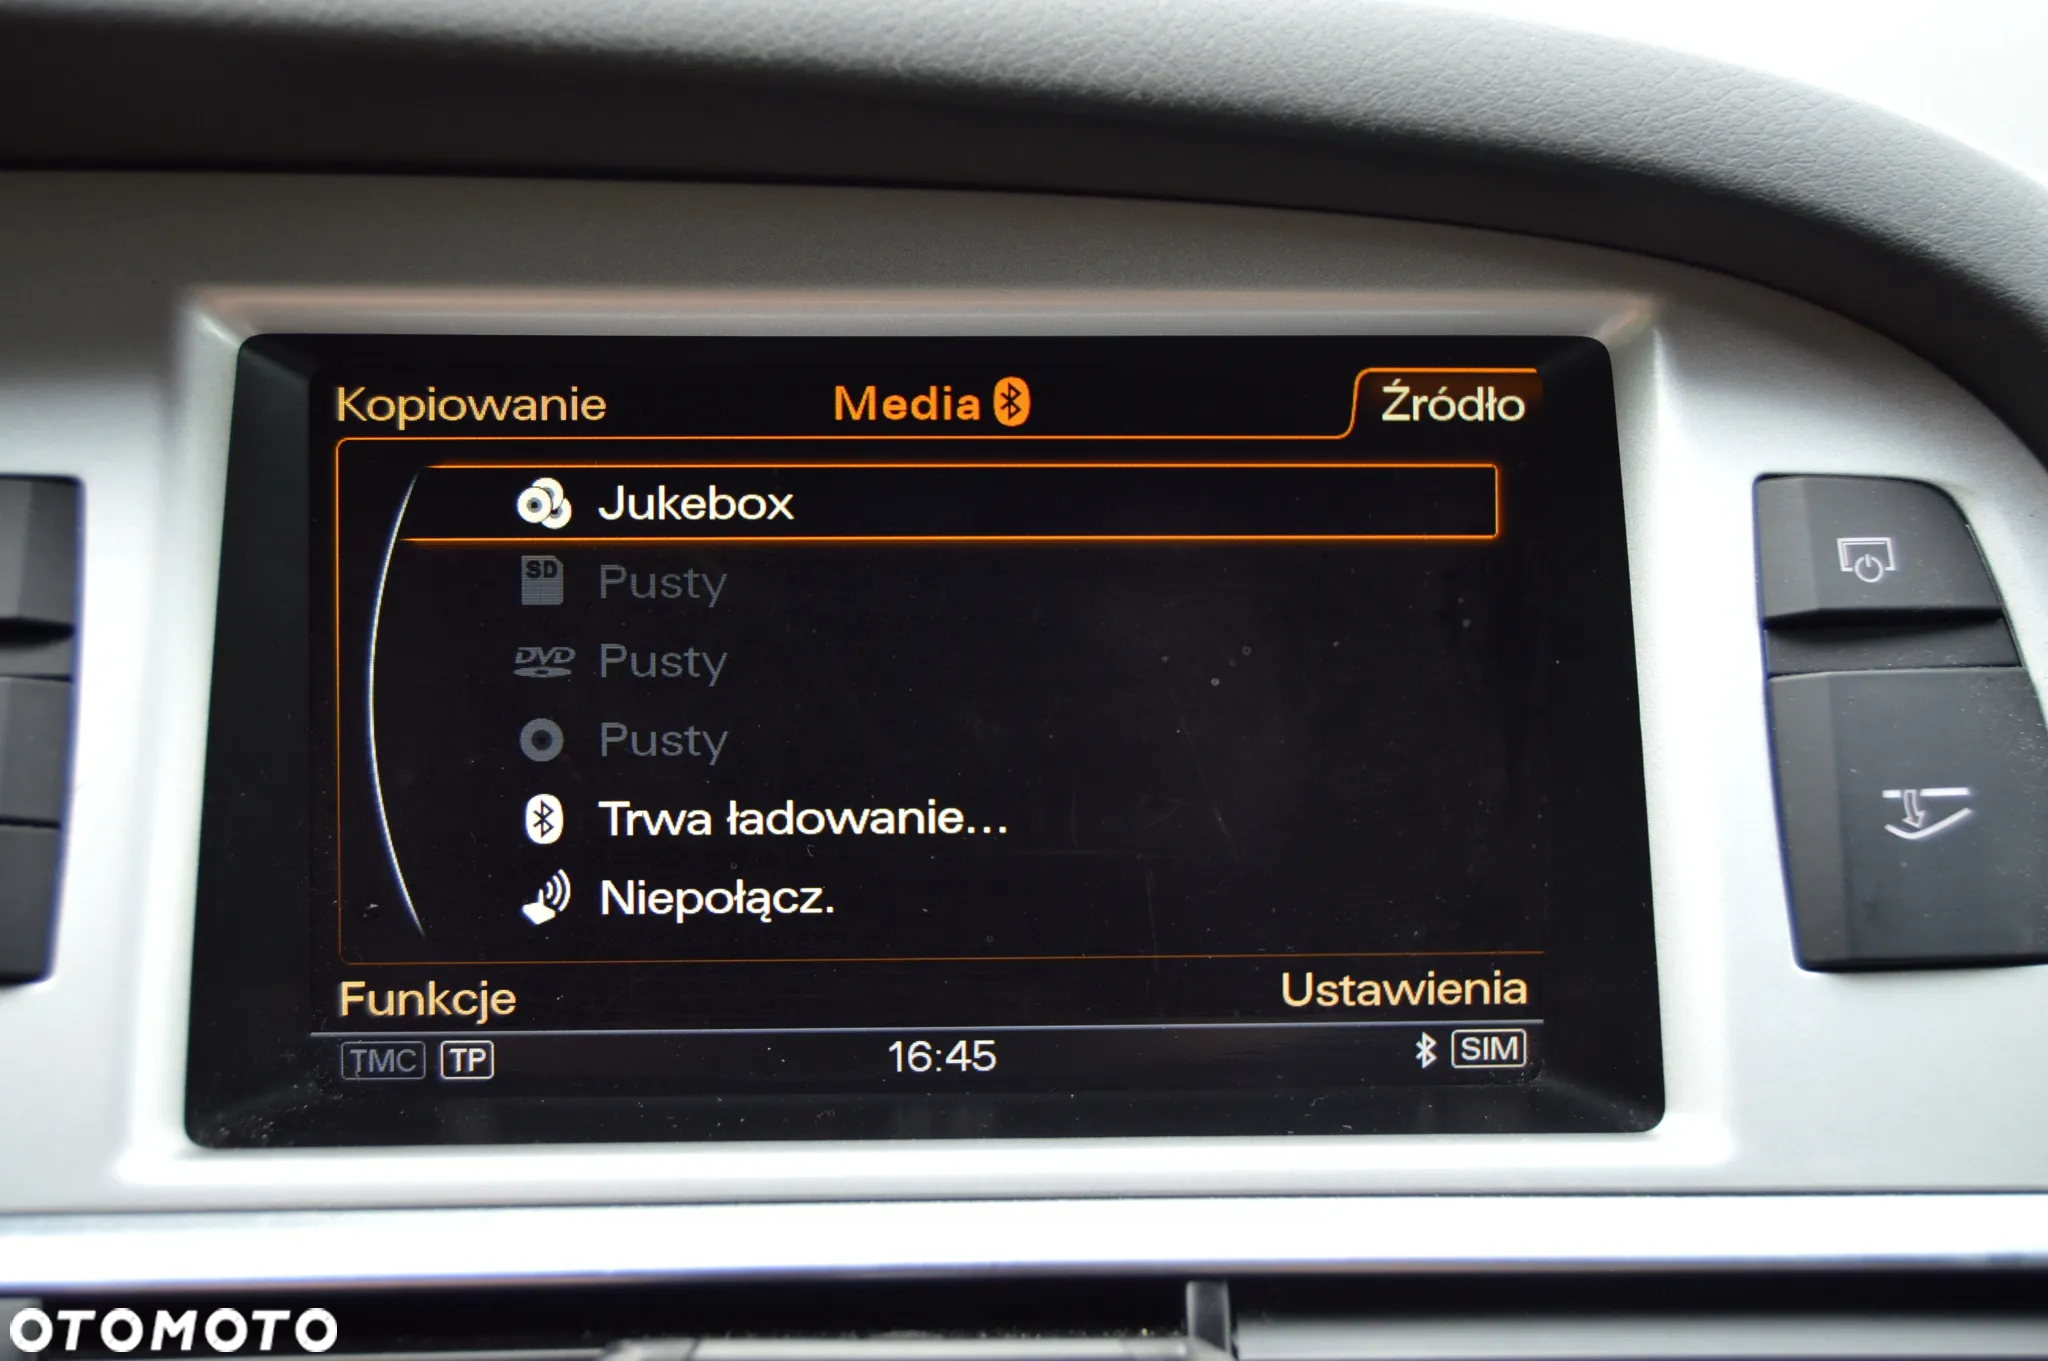 Kopiowanie Media Źródło
Jukebox
SD Pusty
DVD Pusty
Pusty
Trwa ładowanie...
Niepołącz.
Funkcje Ustawienia
TMC TP 16:45 SIM
OTOMOTO